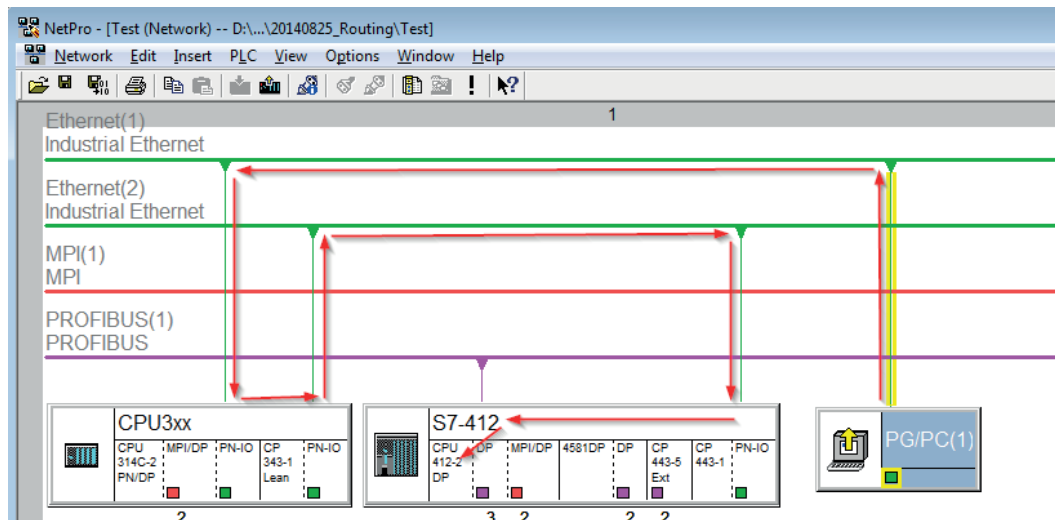 NetPro - [Test (Network) -- D:\...\20140825_Routing\Test]
Network Edit Insert PLC View Options Window Help
1
Ethernet(1)
Industrial Ethernet
Ethernet(2)
Industrial Ethernet
MPI(1)
MPI
PROFIBUS(1)
PROFIBUS
CPU3xx
CPU 314C-2 PN/DP
MPI/DP
PN-IO
CP 343-1 Lean
PN-IO
2
S7-412
CPU 412-2 DP
DP
MPI/DP
4581DP
DP
CP 443-5 Ext
CP 443-1
PN-IO
3 2 2 2
PG/PC(1)